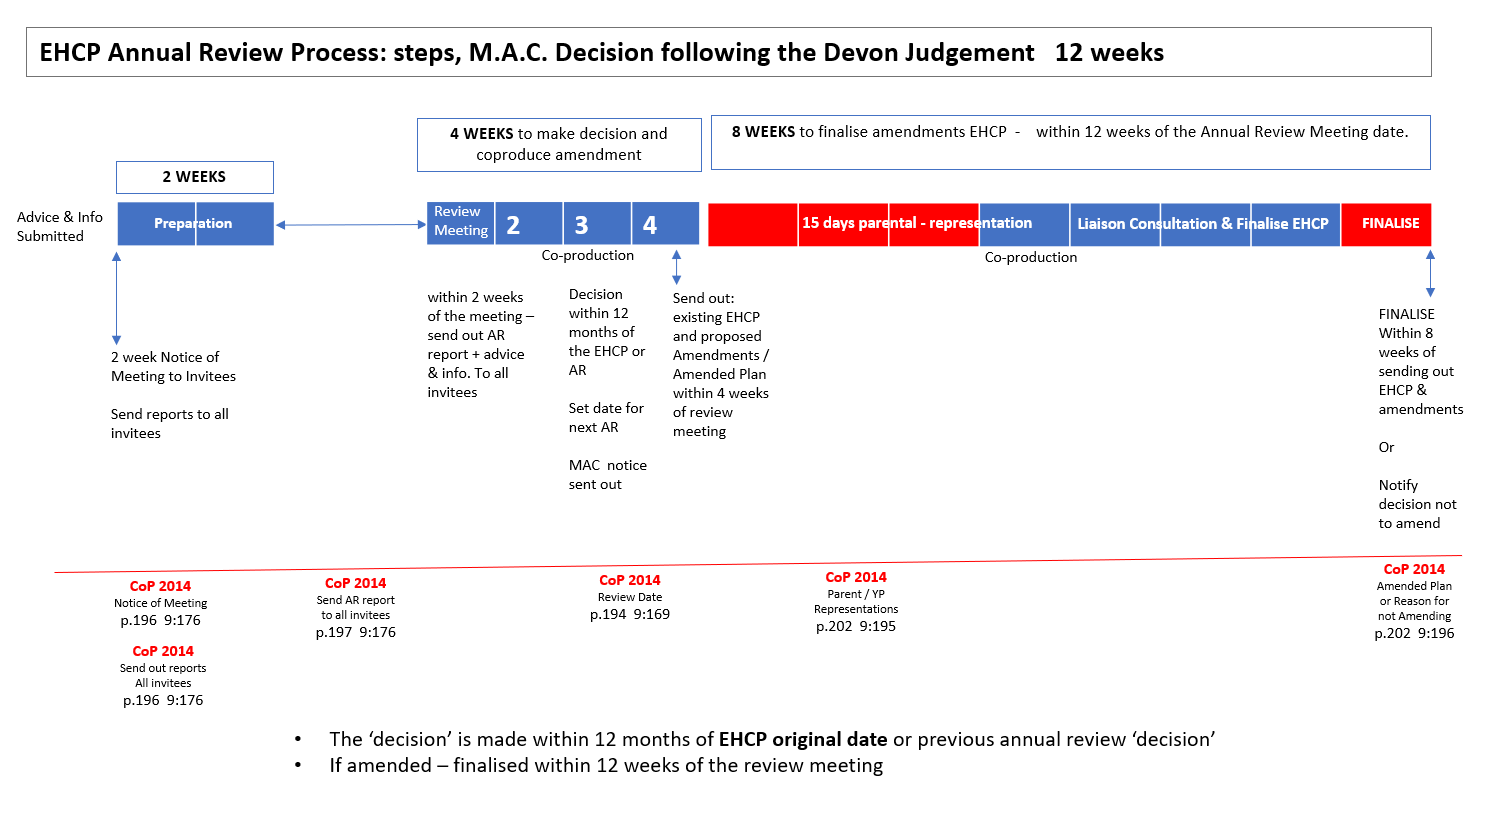 EHCP Annual Review Process: steps, M.A.C. Decision following the Devon Judgement   12 weeks
4 WEEKS to make decision and
coproduce amendment
8 WEEKS to finalise amendments EHCP -    within 12 weeks of the Annual Review Meeting date.
2 WEEKS
Advice & Info
Submitted
Preparation
Review
Meeting
2
3
4
15 days parental - representation
Liaison Consultation & Finalise EHCP
FINALISE
Co-production
Co-production
2 week Notice of
Meeting to Invitees
Send reports to all
invitees
within 2 weeks
of the meeting –
send out AR
report + advice
& info. To all
invitees
Decision
within 12
months of
the EHCP or
AR
Set date for
next AR
MAC  notice
sent out
Send out:
existing EHCP
and proposed
Amendments /
Amended Plan
within 4 weeks
of review
meeting
FINALISE
Within 8
weeks of
sending out
EHCP &
amendments
Or
Notify
decision not
to amend
CoP 2014
Notice of Meeting
p.196  9:176
CoP 2014
Send out reports
All invitees
p.196  9:176
CoP 2014
Send AR report
to all invitees
p.197  9:176
CoP 2014
Review Date
p.194  9:169
CoP 2014
Parent / YP
Representations
p.202  9:195
CoP 2014
Amended Plan
or Reason for
not Amending
p.202  9:196
• The ‘decision’ is made within 12 months of EHCP original date or previous annual review ‘decision’
• If amended – finalised within 12 weeks of the review meeting